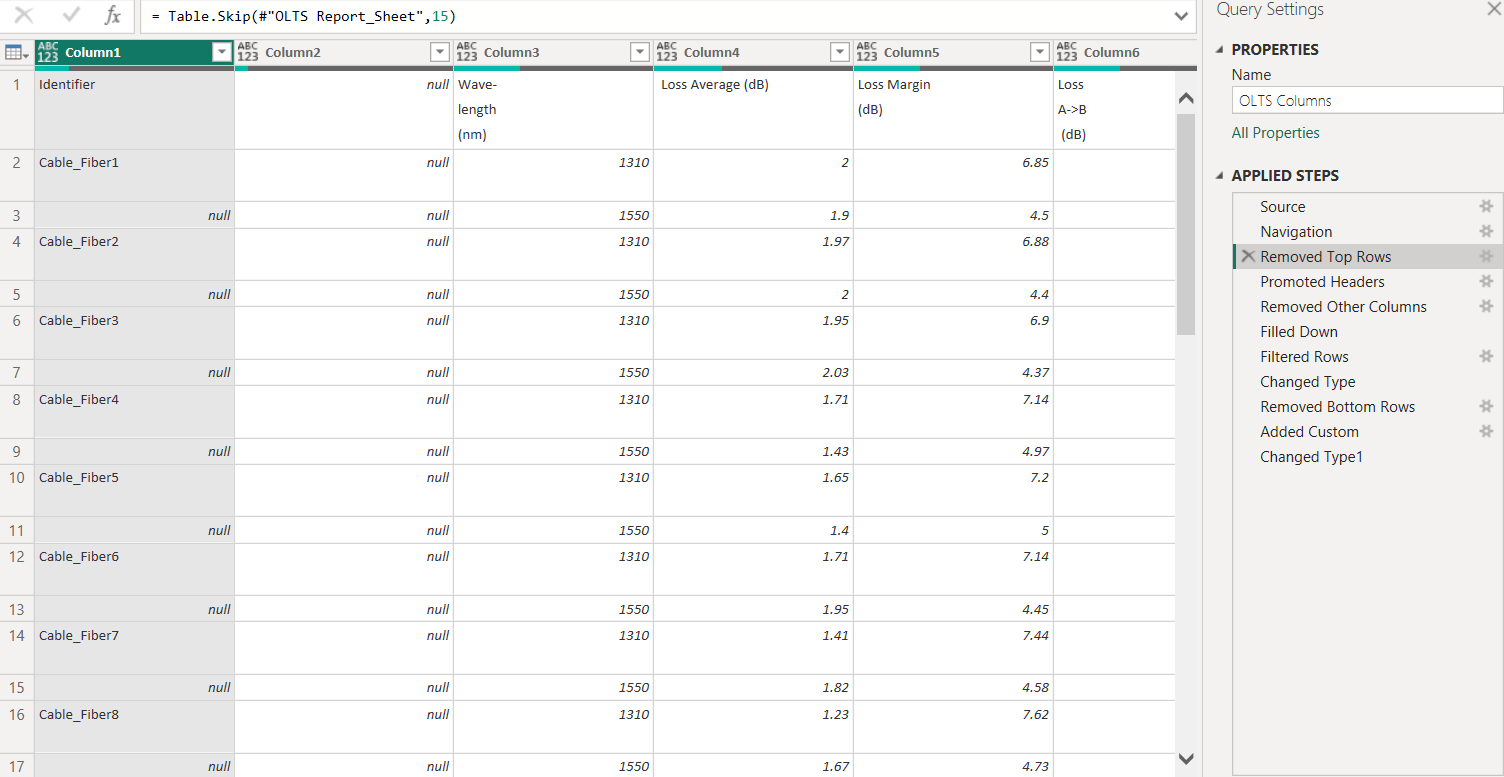 fx = Table.Skip(#"OLTS Report_Sheet",15)
ABC 123 Column1 ABC 123 Column2 ABC 123 Column3 ABC 123 Column4 ABC 123 Column5 ABC 123 Column6
1 Identifier null Wave- Loss Average (dB) Loss Margin Loss
length (dB) A->B
(nm) (dB)
2 Cable_Fiber1 null 1310 2 6.85
3 null null 1550 1.9 4.5
4 Cable_Fiber2 null 1310 1.97 6.88
5 null null 1550 2 4.4
6 Cable_Fiber3 null 1310 1.95 6.9
7 null null 1550 2.03 4.37
8 Cable_Fiber4 null 1310 1.71 7.14
9 null null 1550 1.43 4.97
10 Cable_Fiber5 null 1310 1.65 7.2
11 null null 1550 1.4 5
12 Cable_Fiber6 null 1310 1.71 7.14
13 null null 1550 1.95 4.45
14 Cable_Fiber7 null 1310 1.41 7.44
15 null null 1550 1.82 4.58
16 Cable_Fiber8 null 1310 1.23 7.62
17 null null 1550 1.67 4.73
Query Settings
PROPERTIES
Name
OLTS Columns
All Properties
APPLIED STEPS
Source
Navigation
Removed Top Rows
Promoted Headers
Removed Other Columns
Filled Down
Filtered Rows
Changed Type
Removed Bottom Rows
Added Custom
Changed Type1